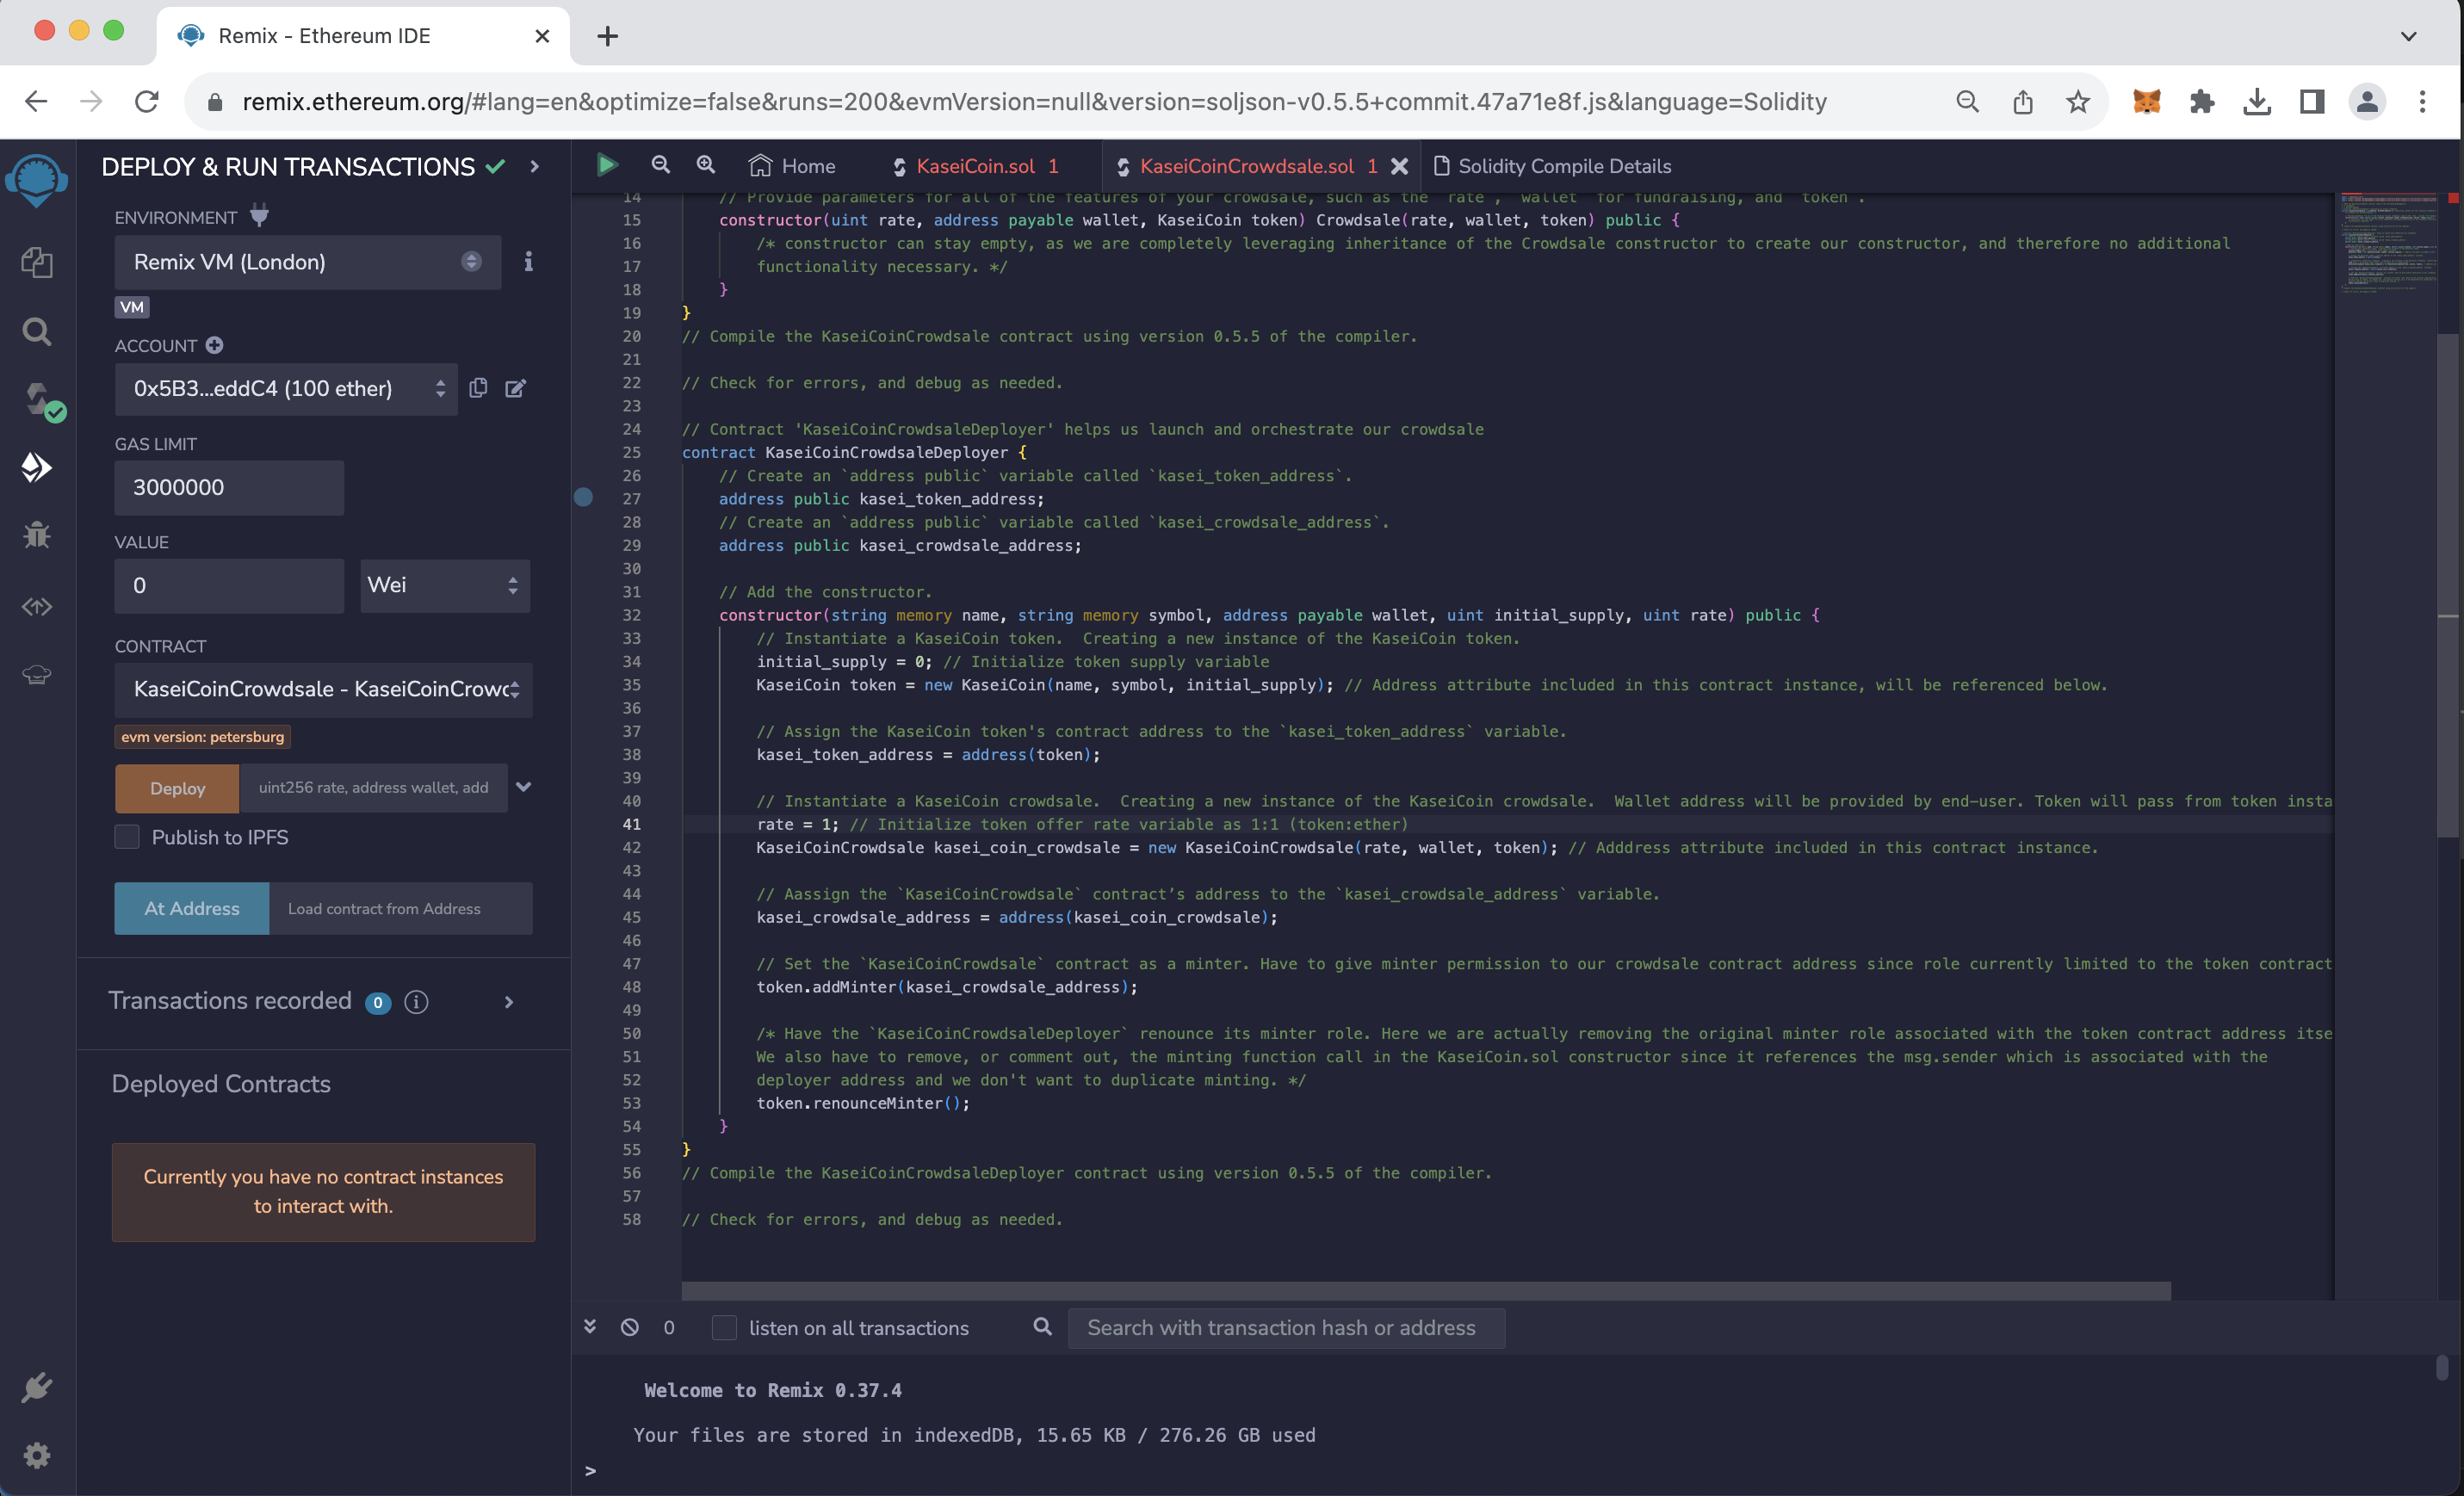 Remix - Ethereum IDE
remix.ethereum.org/#lang=en&optimize=false&runs=200&evmVersion=null&version=soljson-v0.5.5+commit.47a71e8f.js&language=Solidity
DEPLOY & RUN TRANSACTIONS
ENVIRONMENT
Remix VM (London)
VM
ACCOUNT
0x5B3...eddC4 (100 ether)
GAS LIMIT
3000000
VALUE
0
Wei
CONTRACT
KaseiCoinCrowdsale - KaseiCoinCrowd
evm version: petersburg
Deploy
uint256 rate, address wallet, add
Publish to IPFS
At Address
Load contract from Address
Transactions recorded 0
Deployed Contracts
Currently you have no contract instances
to interact with.
Home
KaseiCoin.sol 1
KaseiCoinCrowdsale.sol 1
Solidity Compile Details
14 // Provide parameters for all of the features of your crowdsale, such as the `rate`, `wallet` for fundraising, and `token`.
15 constructor(uint rate, address payable wallet, KaseiCoin token) Crowdsale(rate, wallet, token) public {
16 /* constructor can stay empty, as we are completely leveraging inheritance of the Crowdsale constructor to create our constructor, and therefore no additional
17 functionality necessary. */
18 }
19 }
20 // Compile the KaseiCoinCrowdsale contract using version 0.5.5 of the compiler.
21
22 // Check for errors, and debug as needed.
23
24 // Contract 'KaseiCoinCrowdsaleDeployer' helps us launch and orchestrate our crowdsale
25 contract KaseiCoinCrowdsaleDeployer {
26 // Create an `address public` variable called `kasei_token_address`.
27 address public kasei_token_address;
28 // Create an `address public` variable called `kasei_crowdsale_address`.
29 address public kasei_crowdsale_address;
30
31 // Add the constructor.
32 constructor(string memory name, string memory symbol, address payable wallet, uint initial_supply, uint rate) public {
33 // Instantiate a KaseiCoin token.  Creating a new instance of the KaseiCoin token.
34 initial_supply = 0; // Initialize token supply variable
35 KaseiCoin token = new KaseiCoin(name, symbol, initial_supply); // Address attribute included in this contract instance, will be referenced below.
36
37 // Assign the KaseiCoin token's contract address to the `kasei_token_address` variable.
38 kasei_token_address = address(token);
39
40 // Instantiate a KaseiCoin crowdsale.  Creating a new instance of the KaseiCoin crowdsale.  Wallet address will be provided by end-user. Token will pass from token insta
41 rate = 1; // Initialize token offer rate variable as 1:1 (token:ether)
42 KaseiCoinCrowdsale kasei_coin_crowdsale = new KaseiCoinCrowdsale(rate, wallet, token); // Adddress attribute included in this contract instance.
43
44 // Aassign the `KaseiCoinCrowdsale` contract’s address to the `kasei_crowdsale_address` variable.
45 kasei_crowdsale_address = address(kasei_coin_crowdsale);
46
47 // Set the `KaseiCoinCrowdsale` contract as a minter. Have to give minter permission to our crowdsale contract address since role currently limited to the token contract
48 token.addMinter(kasei_crowdsale_address);
49
50 /* Have the `KaseiCoinCrowdsaleDeployer` renounce its minter role. Here we are actually removing the original minter role associated with the token contract address itse
51 We also have to remove, or comment out, the minting function call in the KaseiCoin.sol constructor since it references the msg.sender which is associated with the
52 deployer address and we don't want to duplicate minting. */
53 token.renounceMinter();
54 }
55 }
56 // Compile the KaseiCoinCrowdsaleDeployer contract using version 0.5.5 of the compiler.
57
58 // Check for errors, and debug as needed.
0
listen on all transactions
Search with transaction hash or address
Welcome to Remix 0.37.4
Your files are stored in indexedDB, 15.65 KB / 276.26 GB used
>